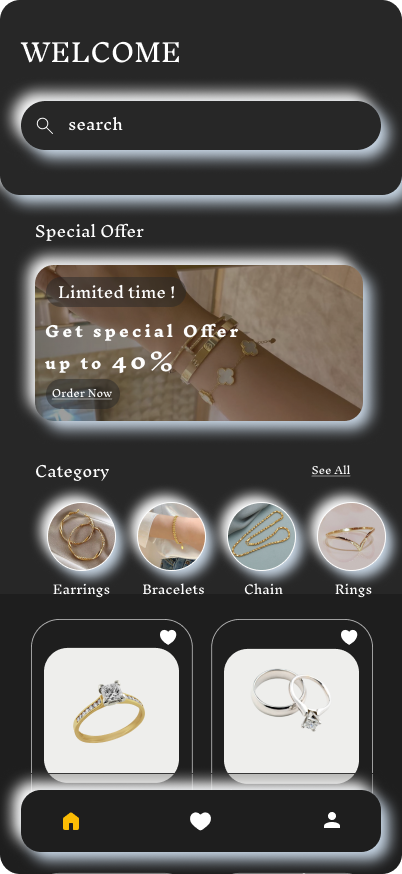 WELCOME
search
Special Offer
Limited time !
Get special Offer
up to 40%
Order Now
Category
See All
Earrings
Bracelets
Chain
Rings